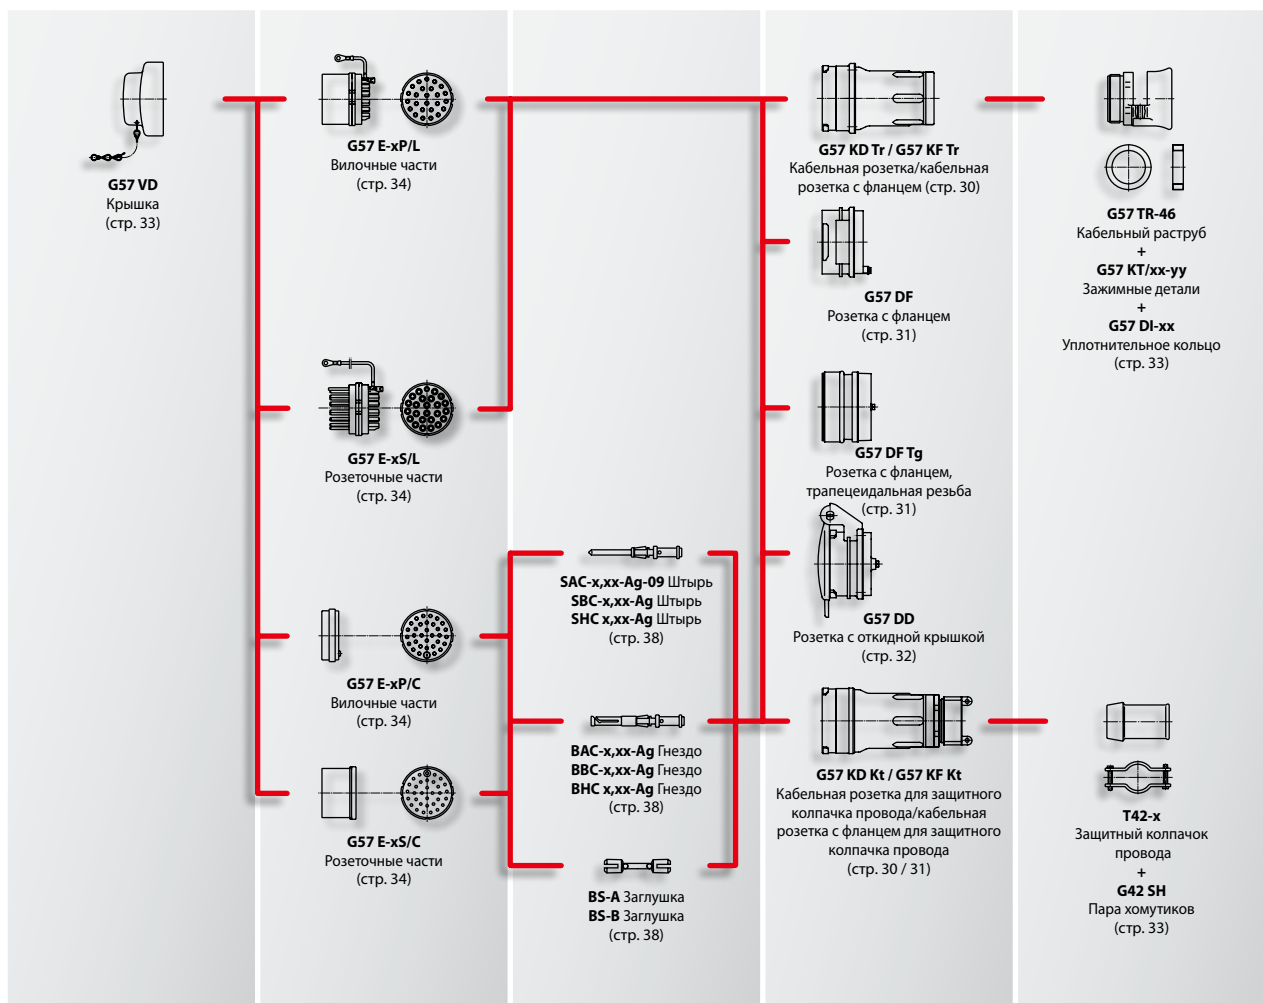 G57 VD
Крышка
(стр. 33)
G57 E-xP/L
Вилочные части
(стр. 34)
G57 E-xS/L
Розеточные части
(стр. 34)
G57 E-xP/C
Вилочные части
(стр. 34)
G57 E-xS/C
Розеточные части
(стр. 34)
SAC-x,xx-Ag-09 Штырь
SBC-x,xx-Ag Штырь
SHC x,xx-Ag Штырь
(стр. 38)
BAC-x,xx-Ag Гнездо
BBC-x,xx-Ag Гнездо
BHC x,xx-Ag Гнездо
(стр. 38)
BS-A Заглушка
BS-B Заглушка
(стр. 38)
G57 KD Tr / G57 KF Tr
Кабельная розетка/кабельная
розетка с фланцем (стр. 30)
G57 DF
Розетка с фланцем
(стр. 31)
G57 DF Tg
Розетка с фланцем,
трапецеидальная резьба
(стр. 31)
G57 DD
Розетка с откидной крышкой
(стр. 32)
G57 KD Kt / G57 KF Kt
Кабельная розетка для защитного
колпачка провода/кабельная
розетка с фланцем для защитного
колпачка провода
(стр. 30 / 31)
G57 TR-46
Кабельный раструб
+
G57 KT/xx-yy
Зажимные детали
+
G57 DI-xx
Уплотнительное кольцо
(стр. 33)
T42-x
Защитный колпачок
провода
+
G42 SH
Пара хомутиков
(стр. 33)